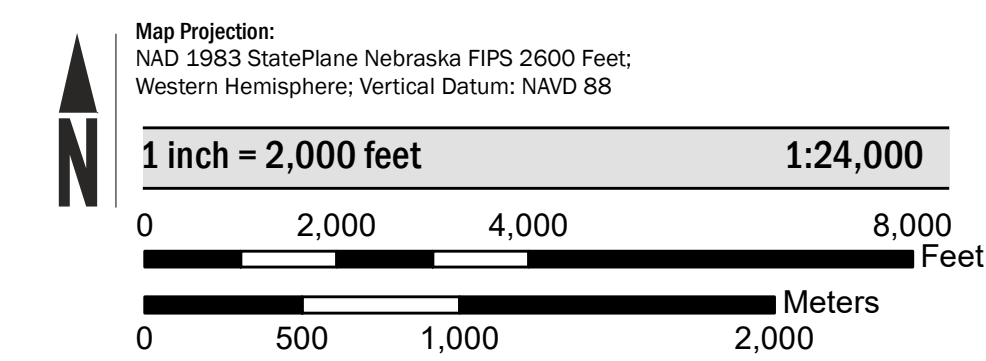 Map Projection:
NAD 1983 StatePlane Nebraska FIPS 2600 Feet;
Western Hemisphere; Vertical Datum: NAVD 88
N
1 inch = 2,000 feet 1:24,000
0 2,000 4,000 8,000
Feet
Meters
0 500 1,000 2,000